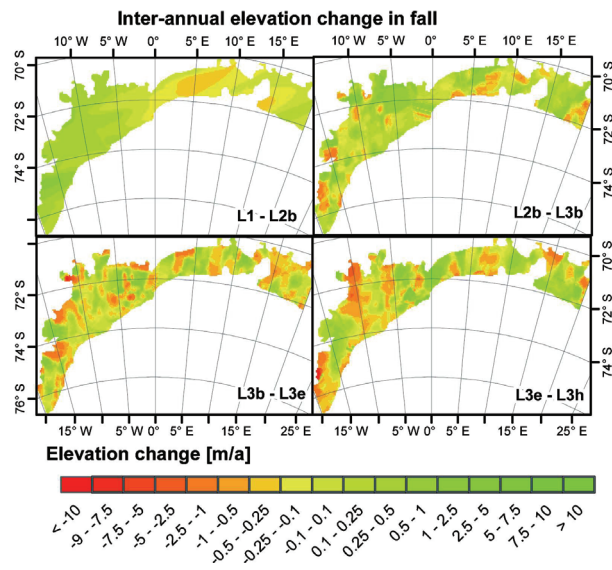 Inter-annual elevation change in fall
10° W 5° W 0° 5° E 10° E 15° E
10° W 5° W 0° 5° E 10° E 15° E
70° S
72° S
74° S
70° S
72° S
74° S
L1 - L2b
L2b - L3b
72° S
74° S
76° S
70° S
72° S
74° S
L3b - L3e
L3e - L3h
15° W 5° W 0° 5° E 15° E 25° E
15° W 5° W 0° 5° E 15° E 25° E
Elevation change [m/a]
< -10
-9 - -7.5
-7.5 - -5
-5 - -2.5
-2.5 - -1
-1 - -0.5
-0.5 - -0.25
-0.25 - -0.1
-0.1 - 0.1
0.1 - 0.25
0.25 - 0.5
0.5 - 1
1 - 2.5
2.5 - 5
5 - 7.5
7.5 - 10
> 10